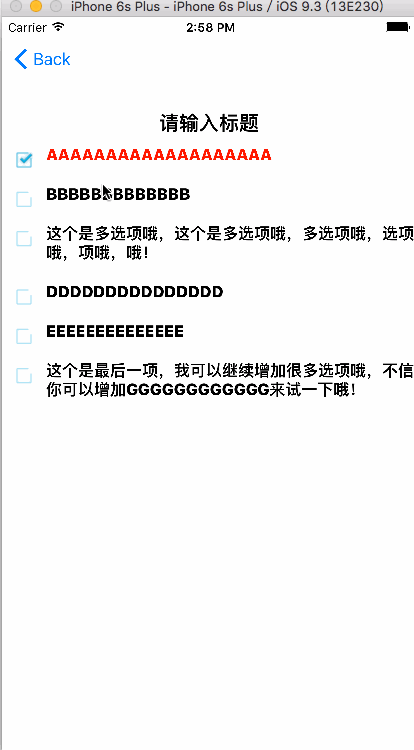 iPhone 6s Plus - iPhone 6s Plus / iOS 9.3 (13E230)
Carrier 2:58 PM
Back
请输入标题
AAAAAAAAAAAAAAAAAAA
BBBBBBBBBBBBB
这个是多选项哦，这个是多选项哦，多选项哦，选项
哦，项哦，哦！
DDDDDDDDDDDDDDD
EEEEEEEEEEEEEE
这个是最后一项，我可以继续增加很多选项哦，不信
你可以增加GGGGGGGGGGGG来试一下哦！